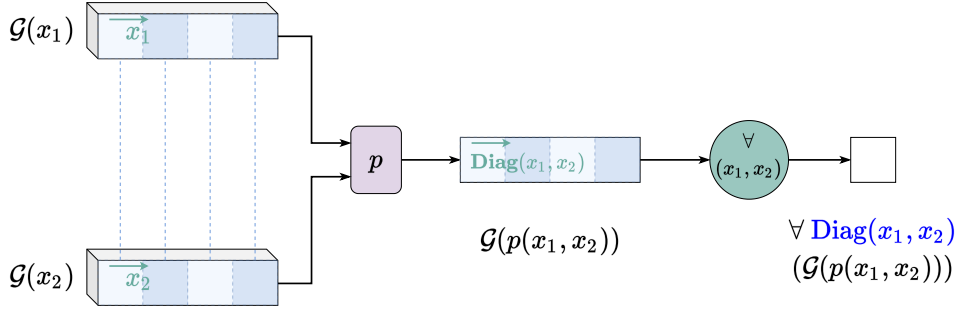 𝒢(x₁)
x₁
𝒢(x₂)
x₂
p
Diag(x₁, x₂)
𝒢(p(x₁, x₂))
∀
(x₁, x₂)
∀ Diag(x₁, x₂)
(𝒢(p(x₁, x₂)))